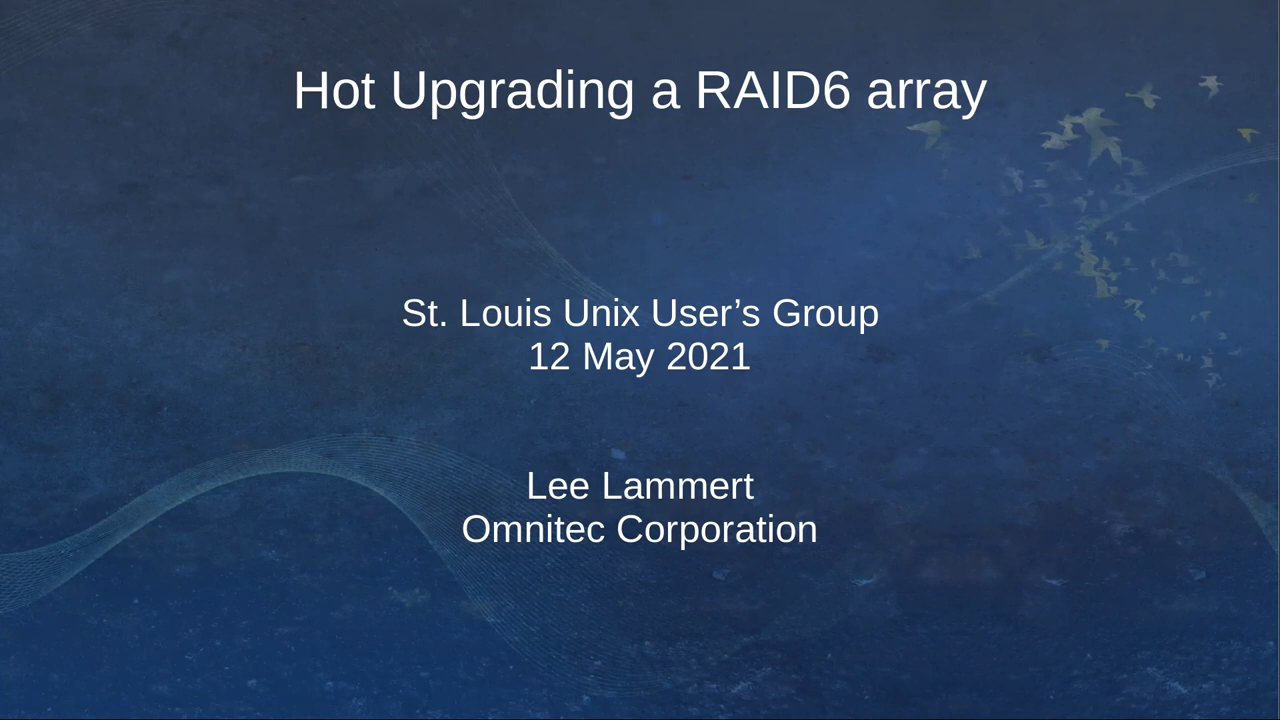 Hot Upgrading a RAID6 array
St. Louis Unix User’s Group
12 May 2021
Lee Lammert
Omnitec Corporation